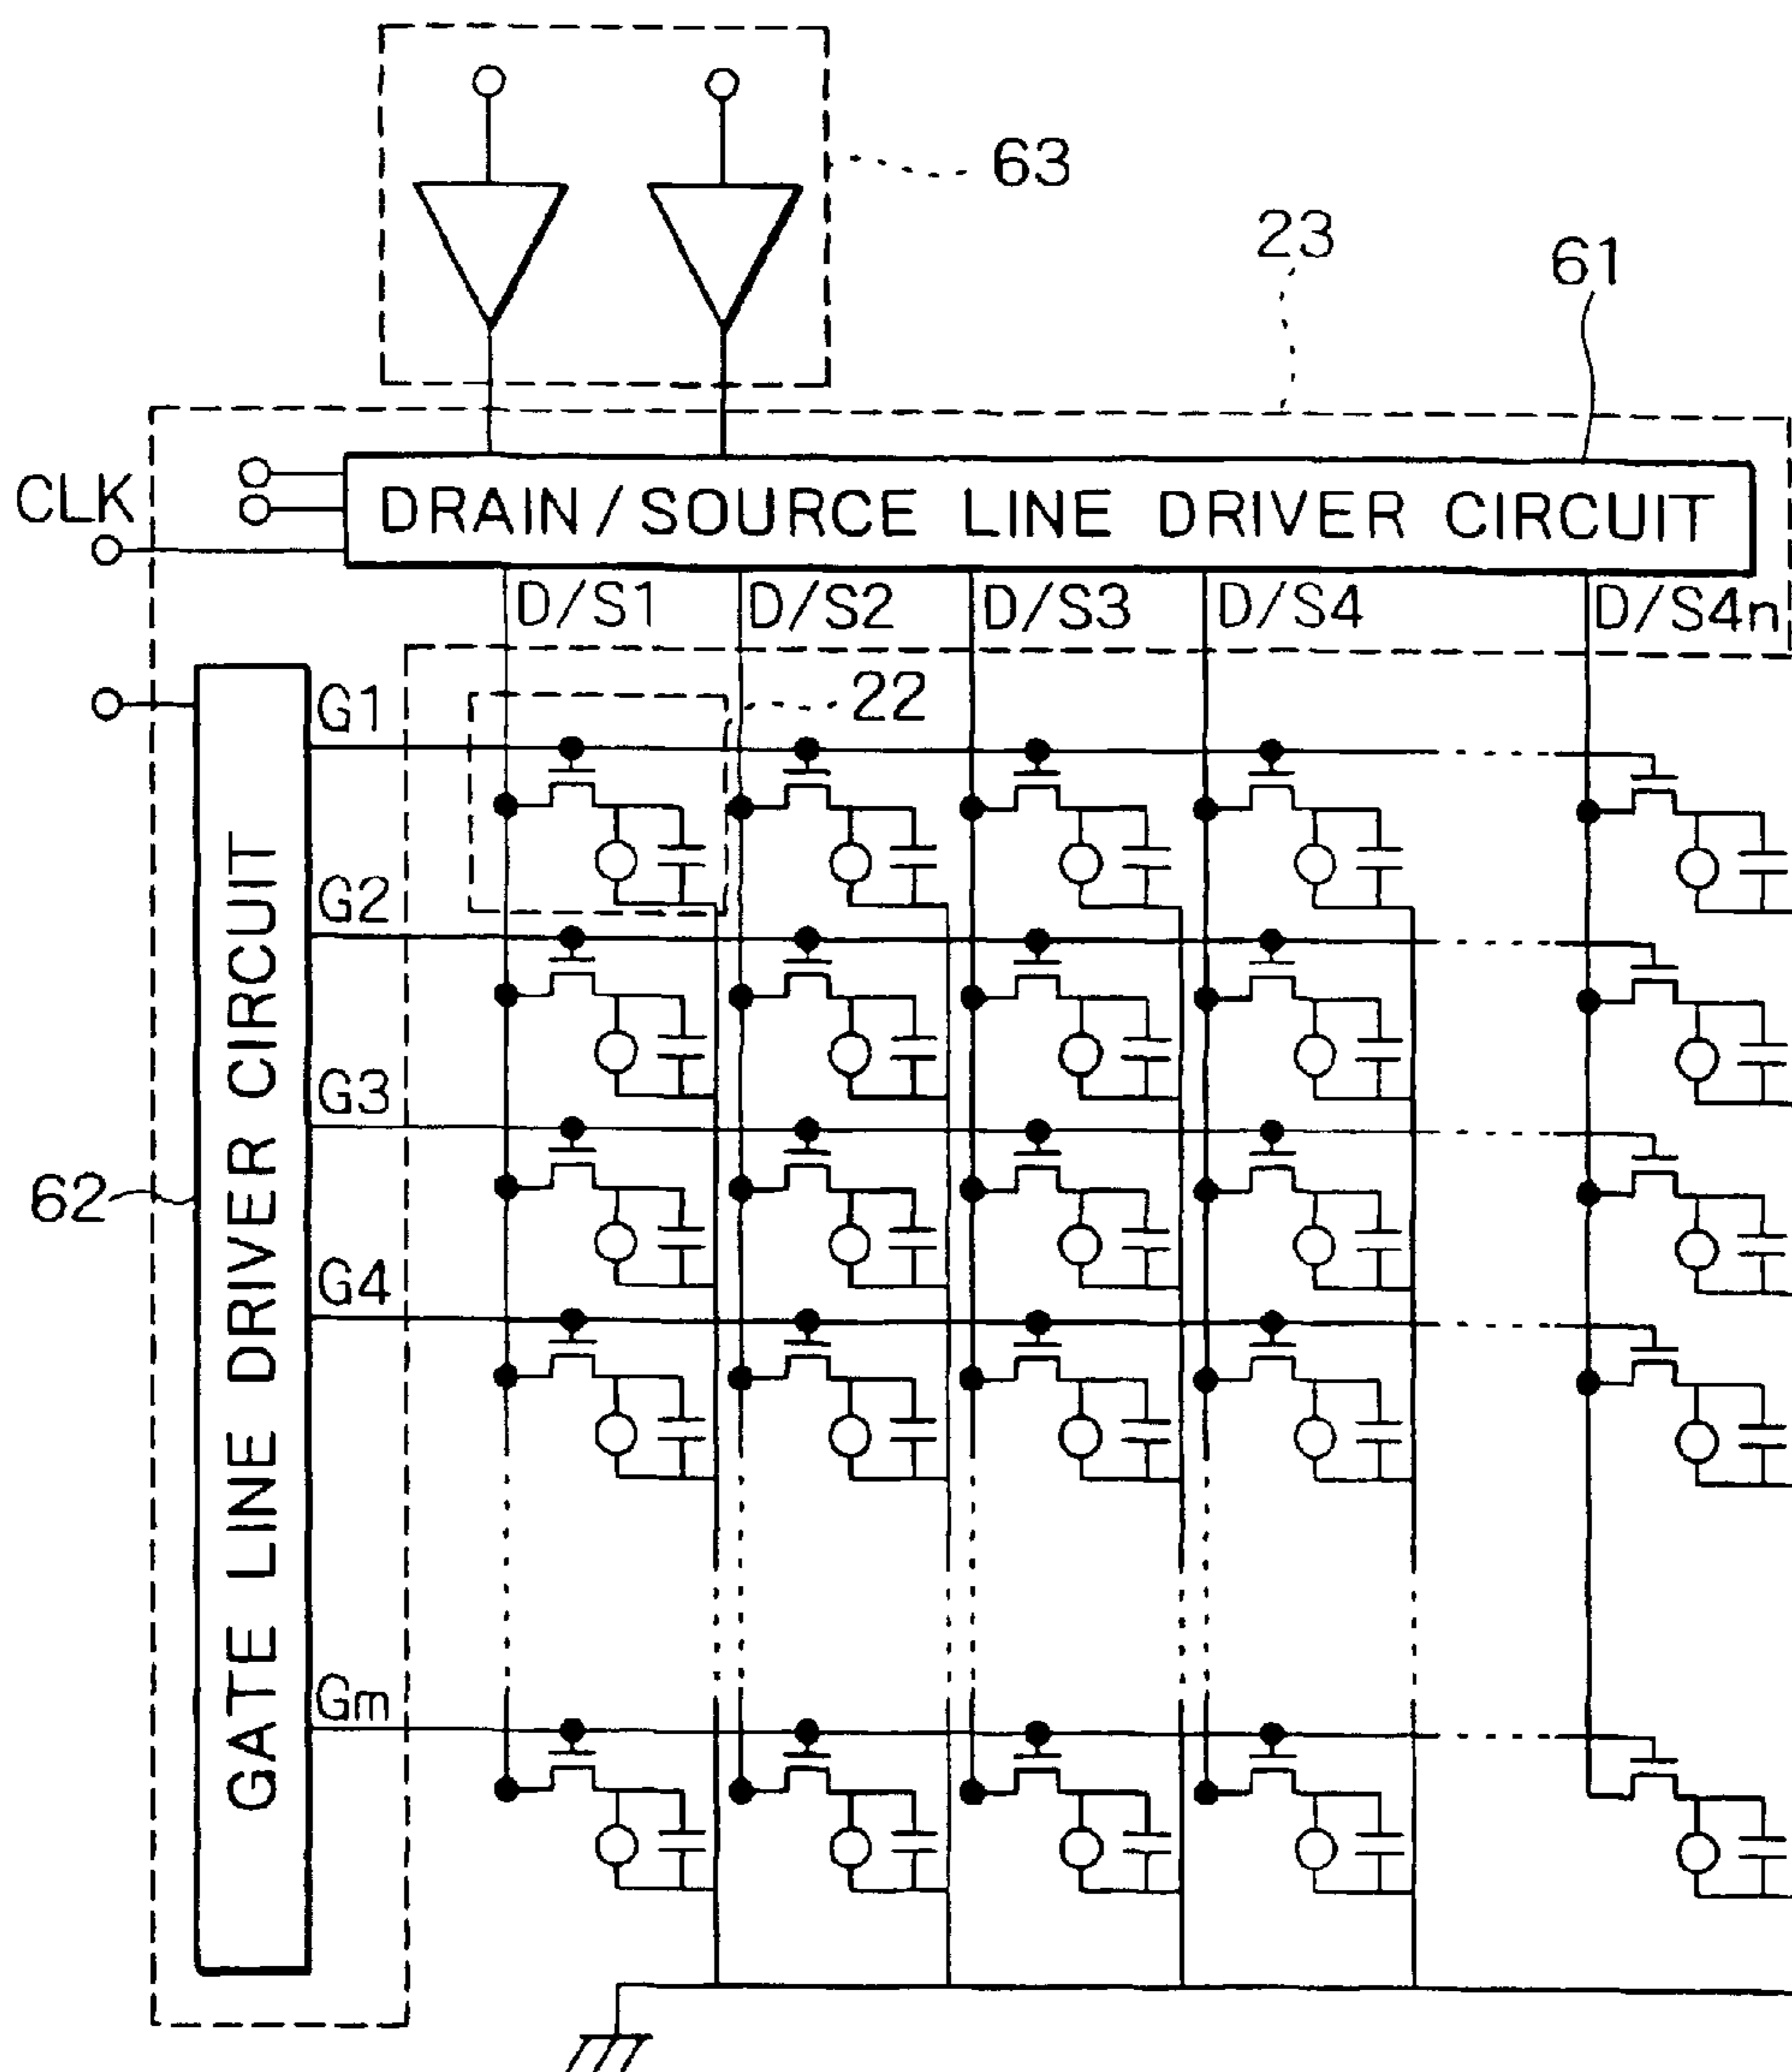 63
23
61
CLK
DRAIN/SOURCE LINE DRIVER CIRCUIT
D/S1 D/S2 D/S3 D/S4 D/S4n
G1
22
G2
G3
62
G4
Gm
GATE LINE DRIVER CIRCUIT